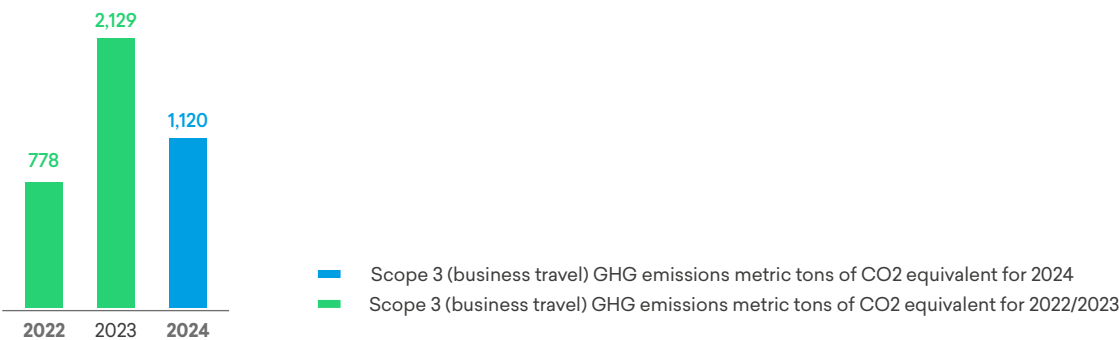 2,129
1,120
778
Scope 3 (business travel) GHG emissions metric tons of CO2 equivalent for 2024
Scope 3 (business travel) GHG emissions metric tons of CO2 equivalent for 2022/2023
2022 2023 2024